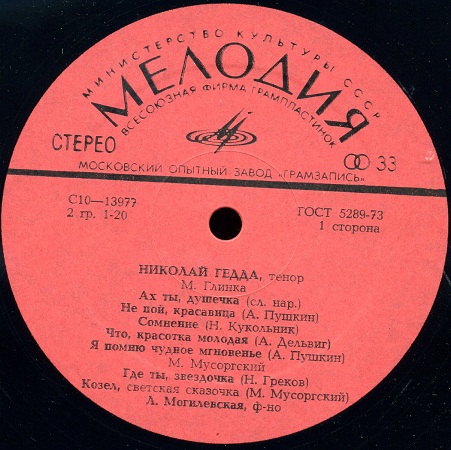 МИНИСТЕРСТВО КУЛЬТУРЫ СССР
МЕЛОДИЯ
ВСЕСОЮЗНАЯ ФИРМА ГРАМПЛАСТИНОК
СТЕРЕО
33
МОСКОВСКИЙ ОПЫТНЫЙ ЗАВОД «ГРАМЗАПИСЬ»
С10—13977 ГОСТ 5289-73
2 гр. 1-20 1 сторона
НИКОЛАЙ ГЕДДА, тенор
М. Глинка
Ах ты, душечка (сл. нар.)
Не пой, красавица (А. Пушкин)
Сомнение (Н. Кукольник)
Что, красотка молодая (А. Дельвиг)
Я помню чудное мгновенье (А. Пушкин)
М. Мусоргский
Где ты, звездочка (Н. Греков)
Козел, светская сказочка (М. Мусоргский)
Л. Могилевская, ф-но